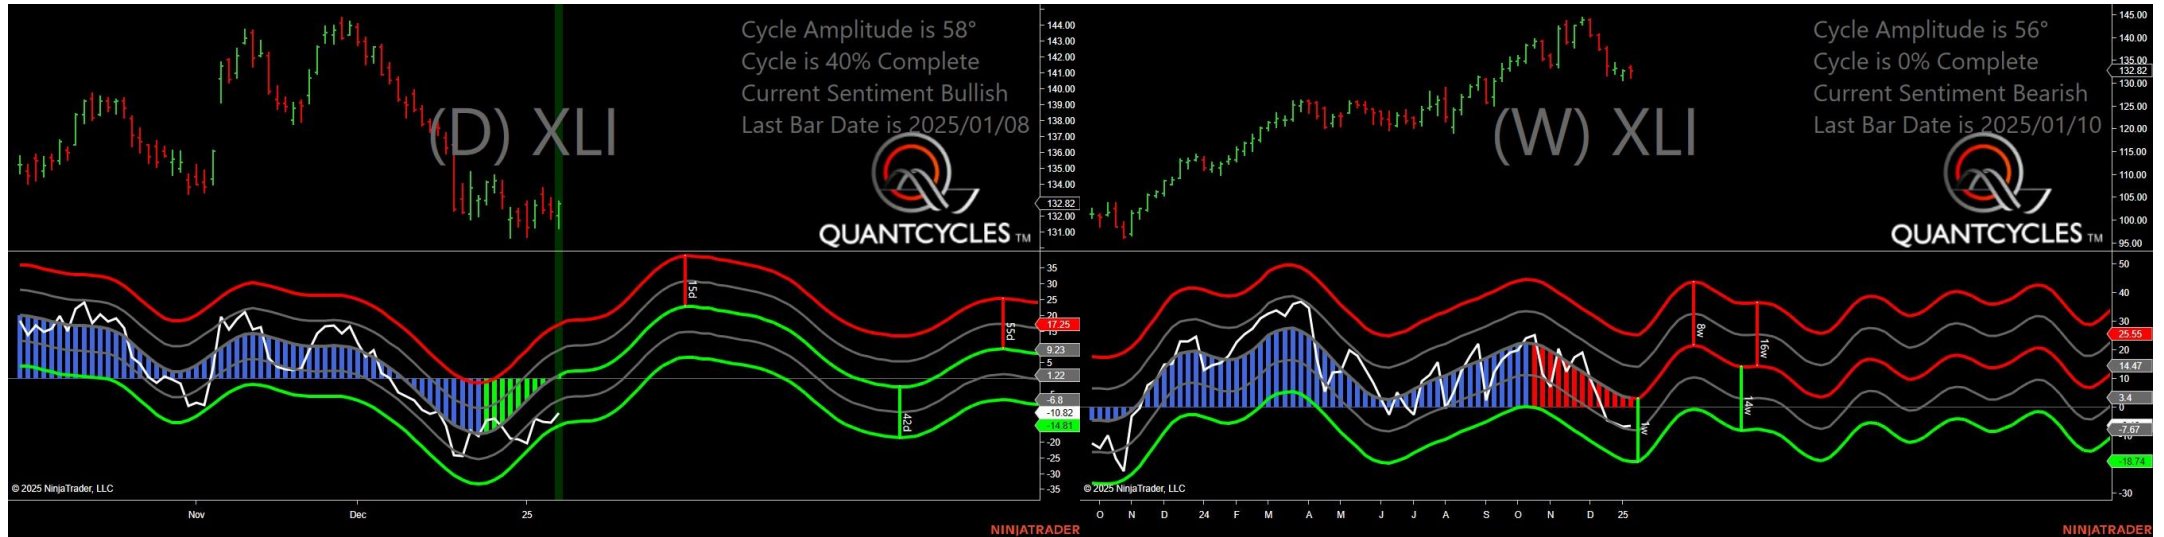 Cycle Amplitude is 58°
Cycle is 40% Complete
Current Sentiment Bullish
Last Bar Date is 2025/01/08
(D) XLI
QUANTCYCLES TM
144.00
143.00
142.00
141.00
140.00
139.00
138.00
137.00
136.00
135.00
134.00
132.82
132.00
131.00
35
30
25
20
17.25
15
9.23
5
1.22
-6.8
-10.82
-14.81
-20
-25
-30
-35
15d
42d
55d
© 2025 NinjaTrader, LLC
Nov
Dec
25
NINJATRADER
Cycle Amplitude is 56°
Cycle is 0% Complete
Current Sentiment Bearish
Last Bar Date is 2025/01/10
(W) XLI
QUANTCYCLES TM
145.00
140.00
135.00
132.82
130.00
125.00
120.00
115.00
110.00
105.00
100.00
95.00
50
40
30
25.55
20
14.47
10
3.4
0
-7.67
-10
-18.74
-30
1w
8w
14w
16w
© 2025 NinjaTrader, LLC
O N D 24 F M A M J J A S O N D 25
NINJATRADER